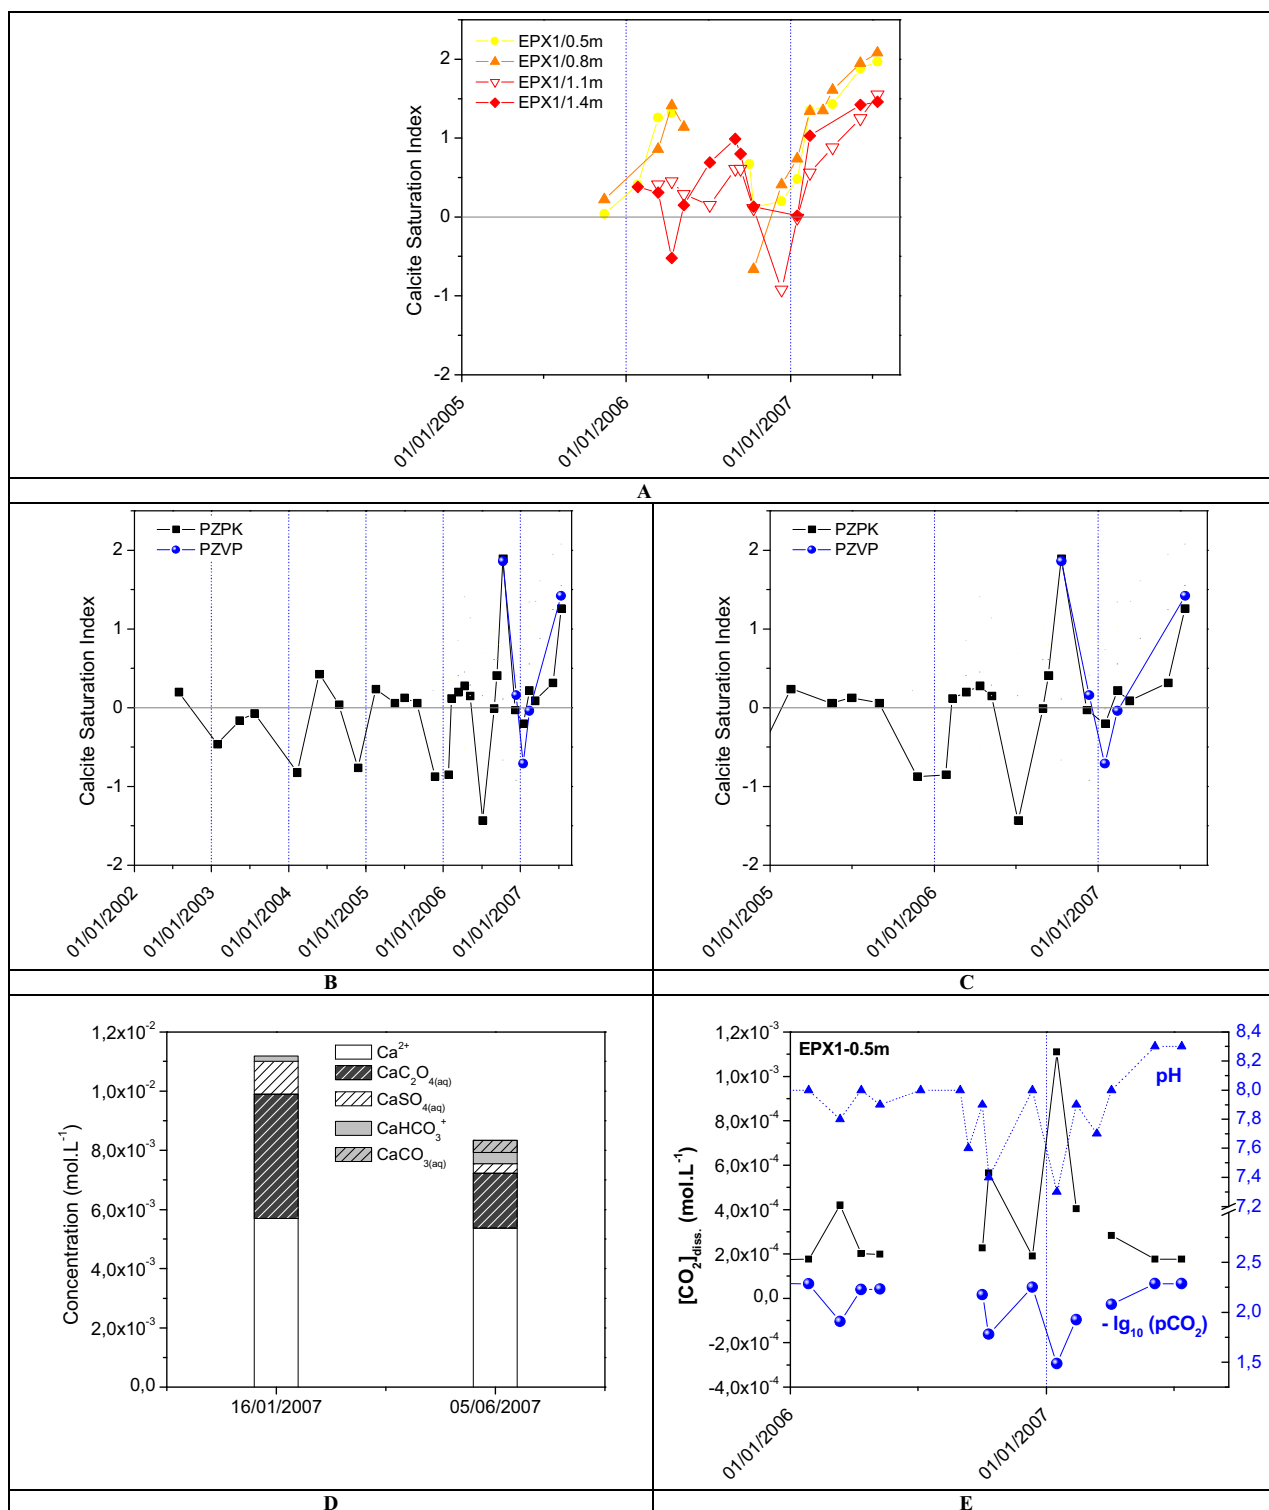 EPX1/0.5m
EPX1/0.8m
EPX1/1.1m
EPX1/1.4m
2
1
0
-1
-2
Calcite Saturation Index
01/01/2005
01/01/2006
01/01/2007
A
PZPK
PZVP
2
1
0
-1
-2
Calcite Saturation Index
01/01/2002
01/01/2003
01/01/2004
01/01/2005
01/01/2006
01/01/2007
B
PZPK
PZVP
2
1
0
-1
-2
Calcite Saturation Index
01/01/2005
01/01/2006
01/01/2007
C
1,2x10⁻²
1,0x10⁻²
8,0x10⁻³
6,0x10⁻³
4,0x10⁻³
2,0x10⁻³
0,0
Concentration (mol.L⁻¹)
Ca²⁺
CaC₂O₄₍aq₎
CaSO₄₍aq₎
CaHCO₃⁺
CaCO₃₍aq₎
16/01/2007
05/06/2007
D
EPX1-0.5m
1,2x10⁻³
1,0x10⁻³
8,0x10⁻⁴
6,0x10⁻⁴
4,0x10⁻⁴
2,0x10⁻⁴
0,0
-2,0x10⁻⁴
-4,0x10⁻⁴
[CO₂]diss. (mol.L⁻¹)
pH
- lg₁₀ (pCO₂)
8,4
8,2
8,0
7,8
7,6
7,4
7,2
2,5
2,0
1,5
01/01/2006
01/01/2007
E